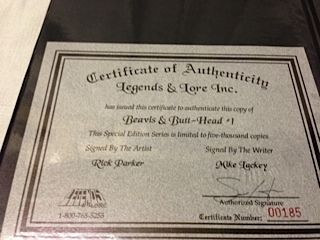 Certificate of Authenticity
Legends & Lore Inc.
has issued this certificate to authenticate this copy of
Beavis & Butt-Head #1
This Special Edition Series is limited to five-thousand copies.
Signed By The Artist
Signed By The Writer
Rick Parker
Mike Lackey
Authorized Signature
1-800-763-5255
Certificate Number: 00185